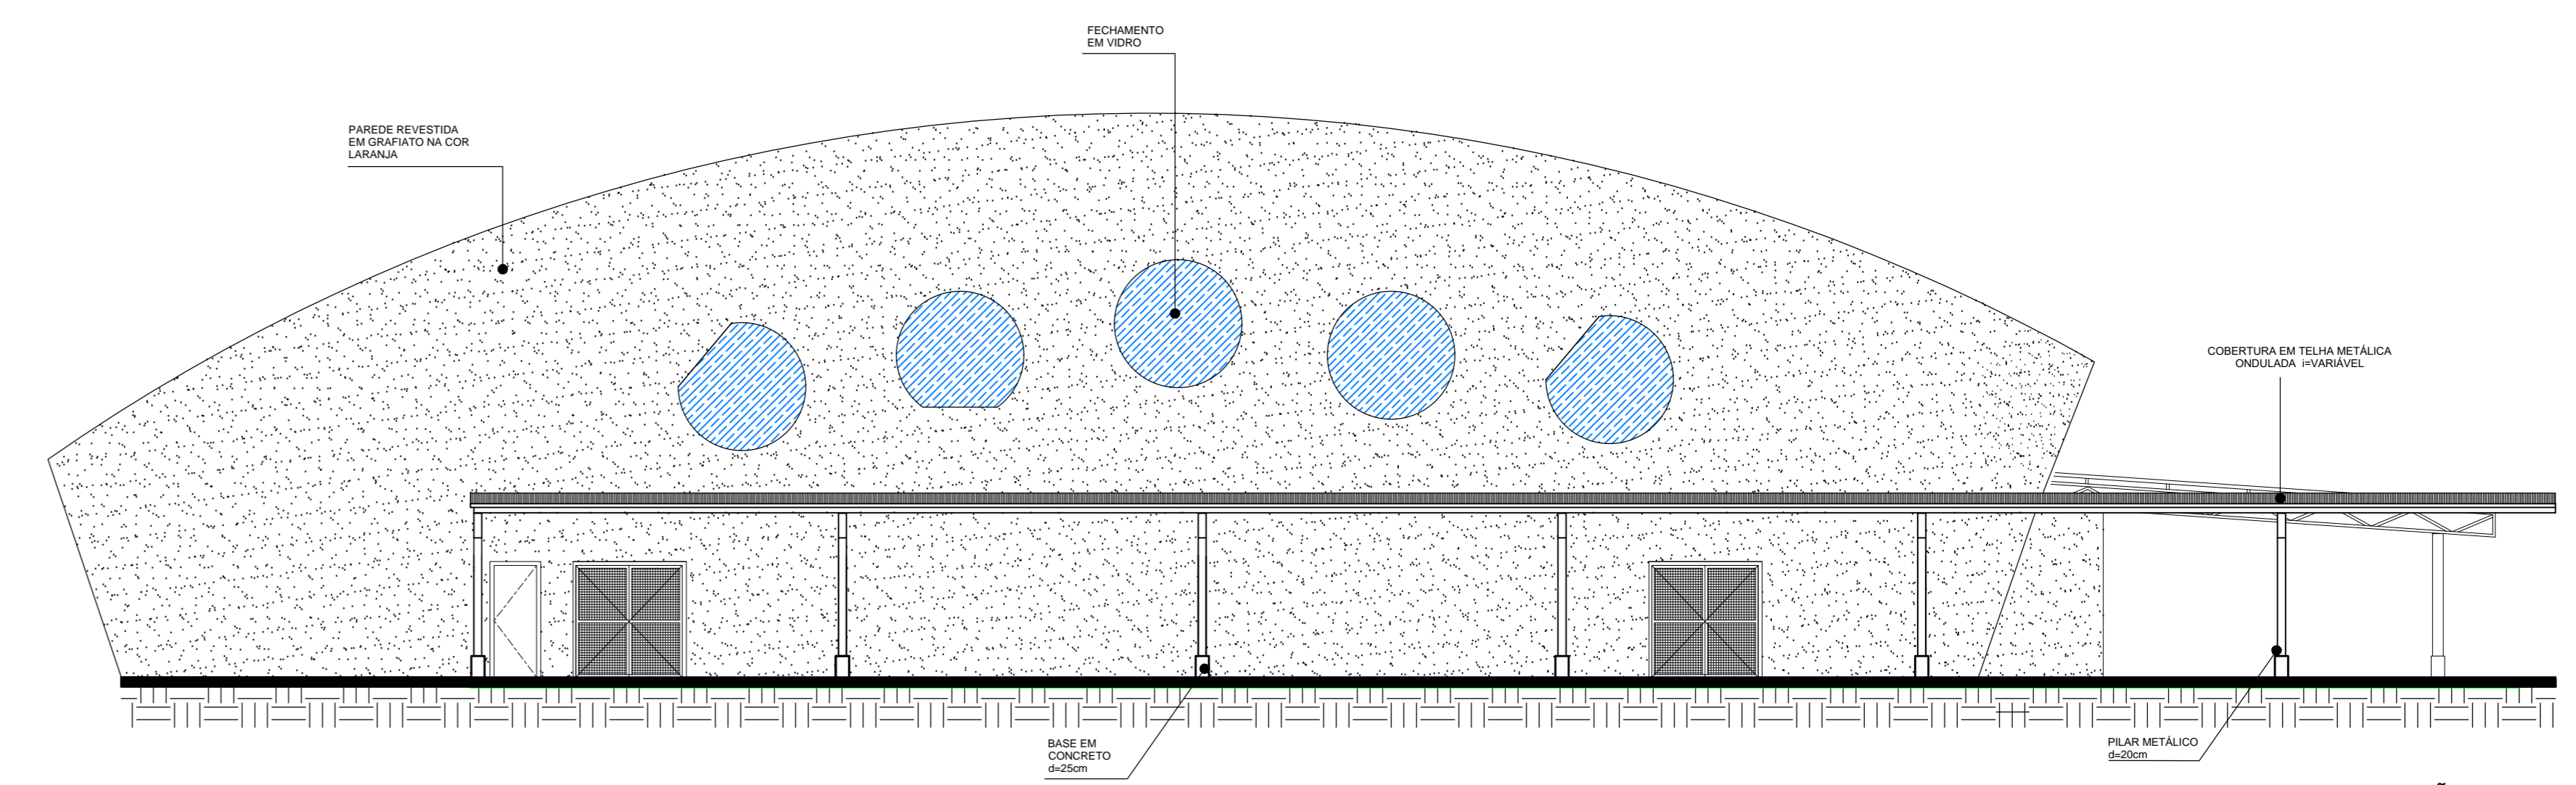 FECHAMENTO
EM VIDRO
PAREDE REVESTIDA
EM GRAFIATO NA COR
LARANJA
COBERTURA EM TELHA METÁLICA
ONDULADA i=VARIÁVEL
BASE EM
CONCRETO
d=25cm
PILAR METÁLICO
d=20cm